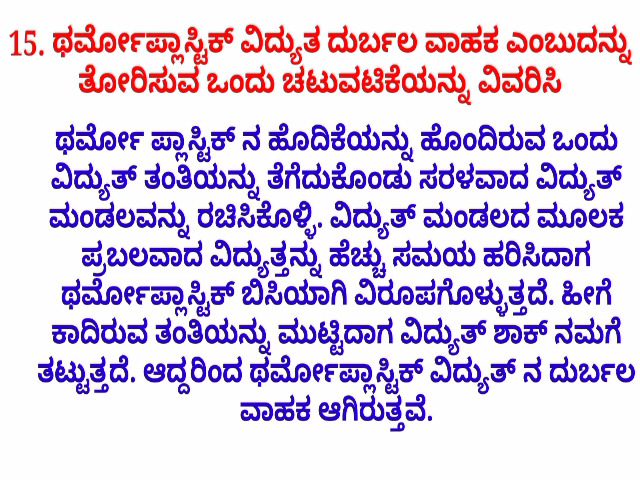 15. ಥರ್ಮೋಪ್ಲಾಸ್ಟಿಕ್ ವಿದ್ಯುತ ದುರ್ಬಲ ವಾಹಕ ಎಂಬುದನ್ನು
ತೋರಿಸುವ ಒಂದು ಚಟುವಟಿಕೆಯನ್ನು ವಿವರಿಸಿ
ಥರ್ಮೋ ಪ್ಲಾಸ್ಟಿಕ್ ನ ಹೊದಿಕೆಯನ್ನು ಹೊಂದಿರುವ ಒಂದು
ವಿದ್ಯುತ್ ತಂತಿಯನ್ನು ತೆಗೆದುಕೊಂಡು ಸರಳವಾದ ವಿದ್ಯುತ್
ಮಂಡಲವನ್ನು ರಚಿಸಿಕೊಳ್ಳಿ. ವಿದ್ಯುತ್ ಮಂಡಲದ ಮೂಲಕ
ಪ್ರಬಲವಾದ ವಿದ್ಯುತ್ತನ್ನು ಹೆಚ್ಚು ಸಮಯ ಹರಿಸಿದಾಗ
ಥರ್ಮೋಪ್ಲಾಸ್ಟಿಕ್ ಬಿಸಿಯಾಗಿ ವಿರೂಪಗೊಳ್ಳುತ್ತದೆ. ಹೀಗೆ
ಕಾದಿರುವ ತಂತಿಯನ್ನು ಮುಟ್ಟಿದಾಗ ವಿದ್ಯುತ್ ಶಾಕ್ ನಮಗೆ
ತಟ್ಟುತ್ತದೆ. ಆದ್ದರಿಂದ ಥರ್ಮೋಪ್ಲಾಸ್ಟಿಕ್ ವಿದ್ಯುತ್ ನ ದುರ್ಬಲ
ವಾಹಕ ಆಗಿರುತ್ತವೆ.